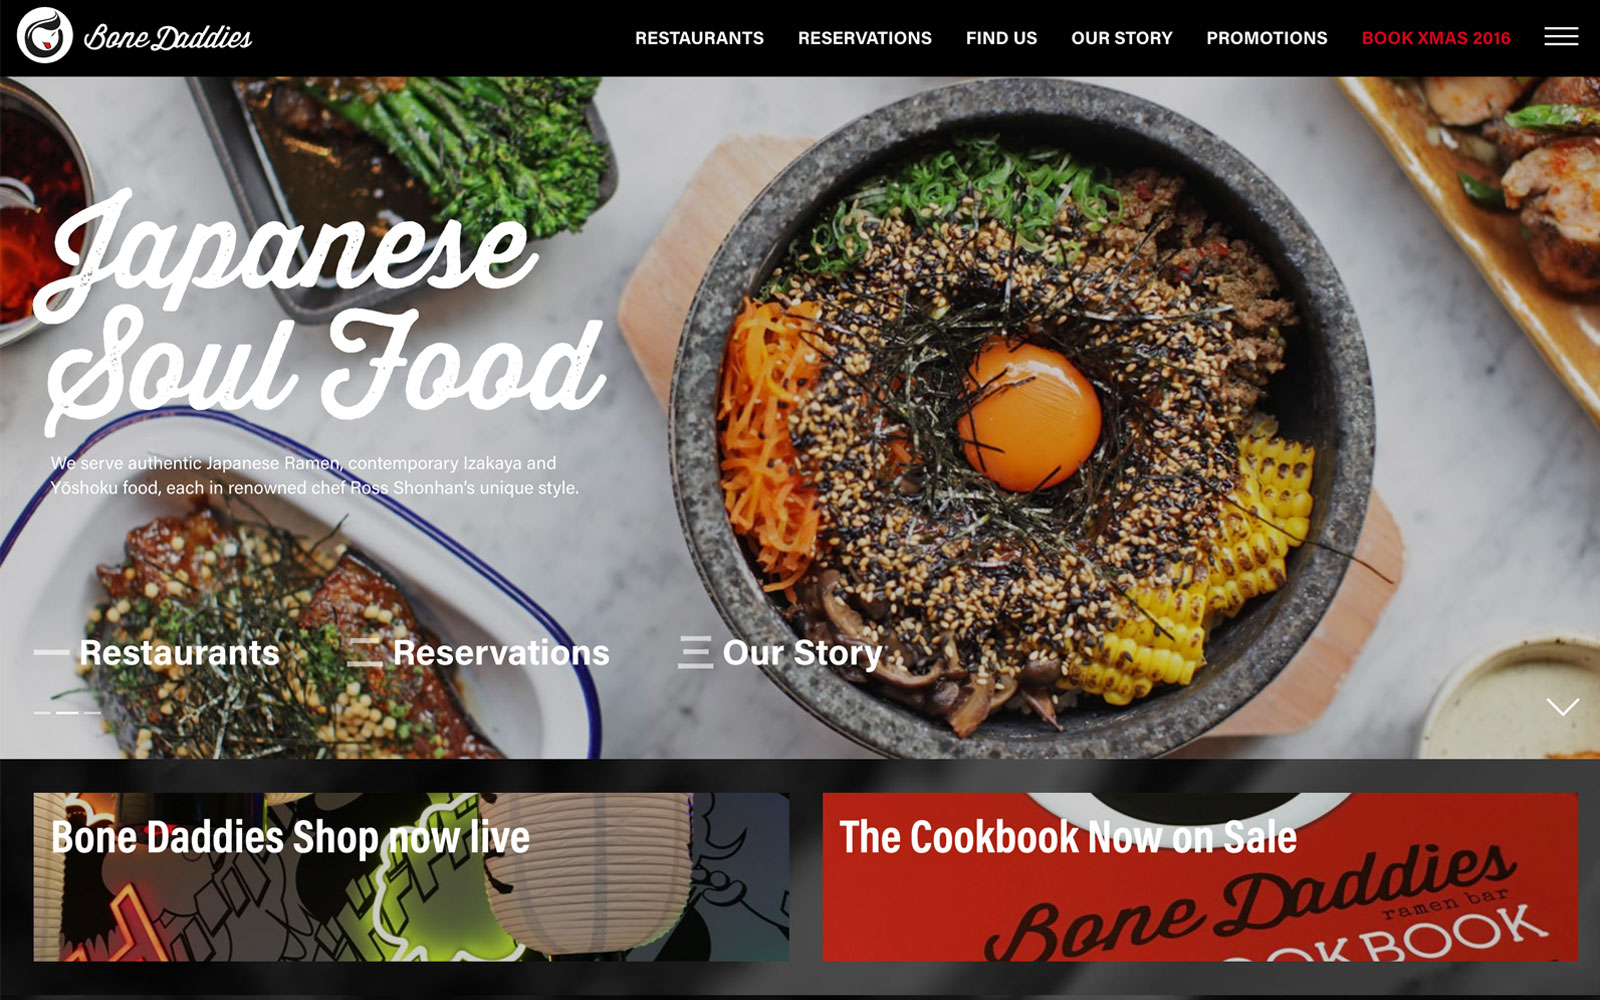 Bone Daddies
RESTAURANTS RESERVATIONS FIND US OUR STORY PROMOTIONS BOOK XMAS 2016
Japanese
Soul Food
We serve authentic Japanese Ramen, contemporary Izakaya and
Yōshoku food, each in renowned chef Ross Shonhan's unique style.
Restaurants Reservations Our Story
Bone Daddies Shop now live
The Cookbook Now on Sale
Bone Daddies
ramen bar
OOKBOOK